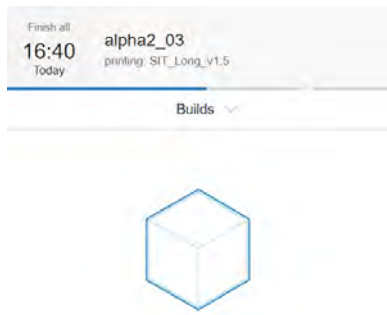 Finish all
16:40
Today
alpha2_03
printing: SIT_Long_v1.5
Builds